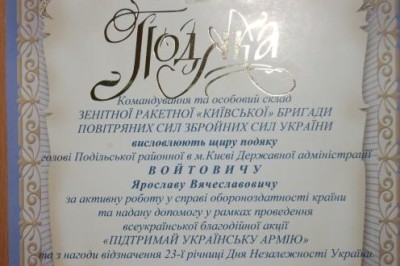 Подяка
Командування та особовий склад
ЗЕНІТНОЇ РАКЕТНОЇ «КИЇВСЬКОЇ» БРИГАДИ
ПОВІТРЯНИХ СИЛ ЗБРОЙНИХ СИЛ УКРАЇНИ
висловлюють щиру подяку
голові Подільської районної в м.Києві Державної адміністрації
ВОЙТОВИЧУ
Ярославу Вячеславовичу
за активну роботу у справі обороноздатності країни
та надану допомогу у рамках проведення
всеукраїнської благодійної акції
«ПІДТРИМАЙ УКРАЇНСЬКУ АРМІЮ»
та з нагоди відзначення 23-ї річниці Дня Незалежності України